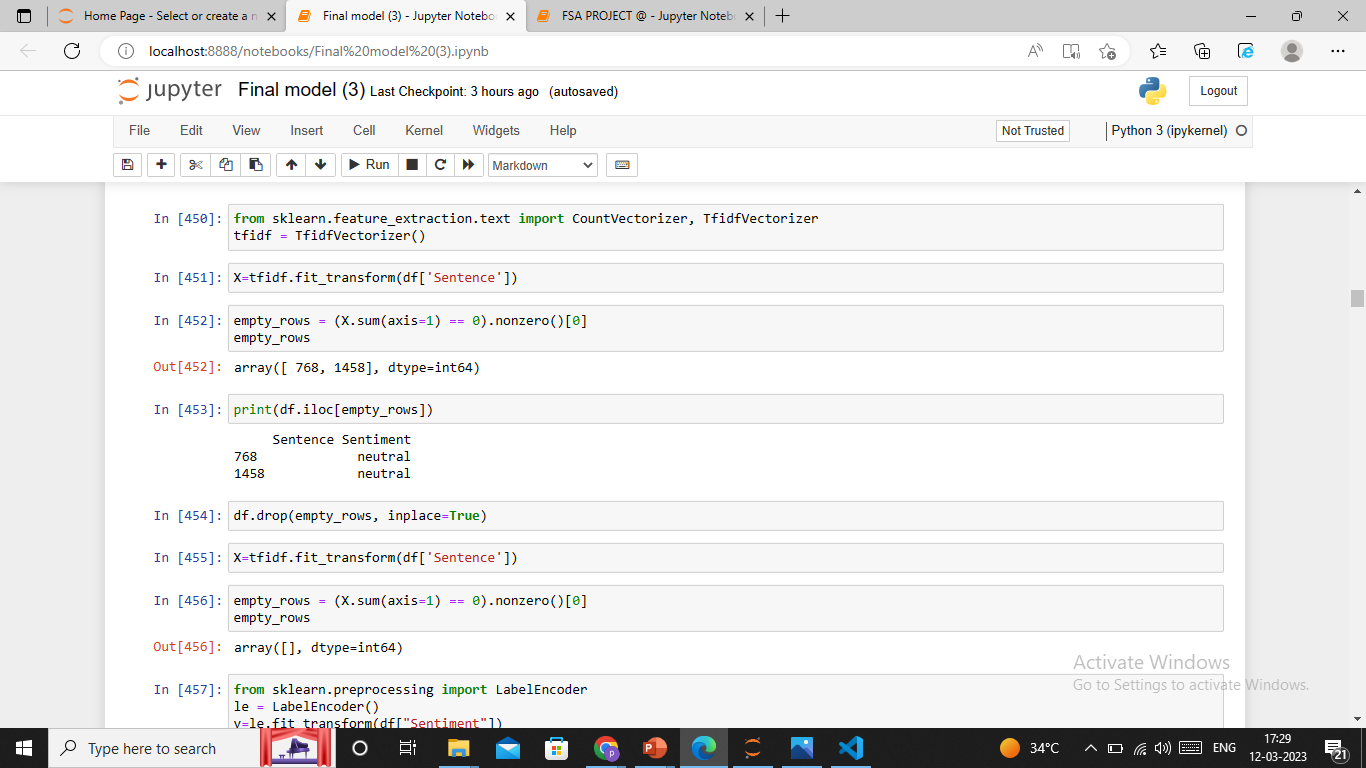 Home Page - Select or create a n
Final model (3) - Jupyter Notebo
FSA PROJECT @ - Jupyter Noteb
localhost:8888/notebooks/Final%20model%20(3).ipynb
jupyter Final model (3) Last Checkpoint: 3 hours ago (autosaved)
Logout
File Edit View Insert Cell Kernel Widgets Help
Not Trusted
Python 3 (ipykernel)
Run
Markdown
In [450]: from sklearn.feature_extraction.text import CountVectorizer, TfidfVectorizer
tfidf = TfidfVectorizer()
In [451]: X=tfidf.fit_transform(df['Sentence'])
In [452]: empty_rows = (X.sum(axis=1) == 0).nonzero()[0]
empty_rows
Out[452]: array([ 768, 1458], dtype=int64)
In [453]: print(df.iloc[empty_rows])
Sentence Sentiment
768 neutral
1458 neutral
In [454]: df.drop(empty_rows, inplace=True)
In [455]: X=tfidf.fit_transform(df['Sentence'])
In [456]: empty_rows = (X.sum(axis=1) == 0).nonzero()[0]
empty_rows
Out[456]: array([], dtype=int64)
In [457]: from sklearn.preprocessing import LabelEncoder
le = LabelEncoder()
y=le.fit_transform(df["Sentiment"])
Activate Windows
Go to Settings to activate Windows.
Type here to search
34°C
ENG
17:29
12-03-2023
21